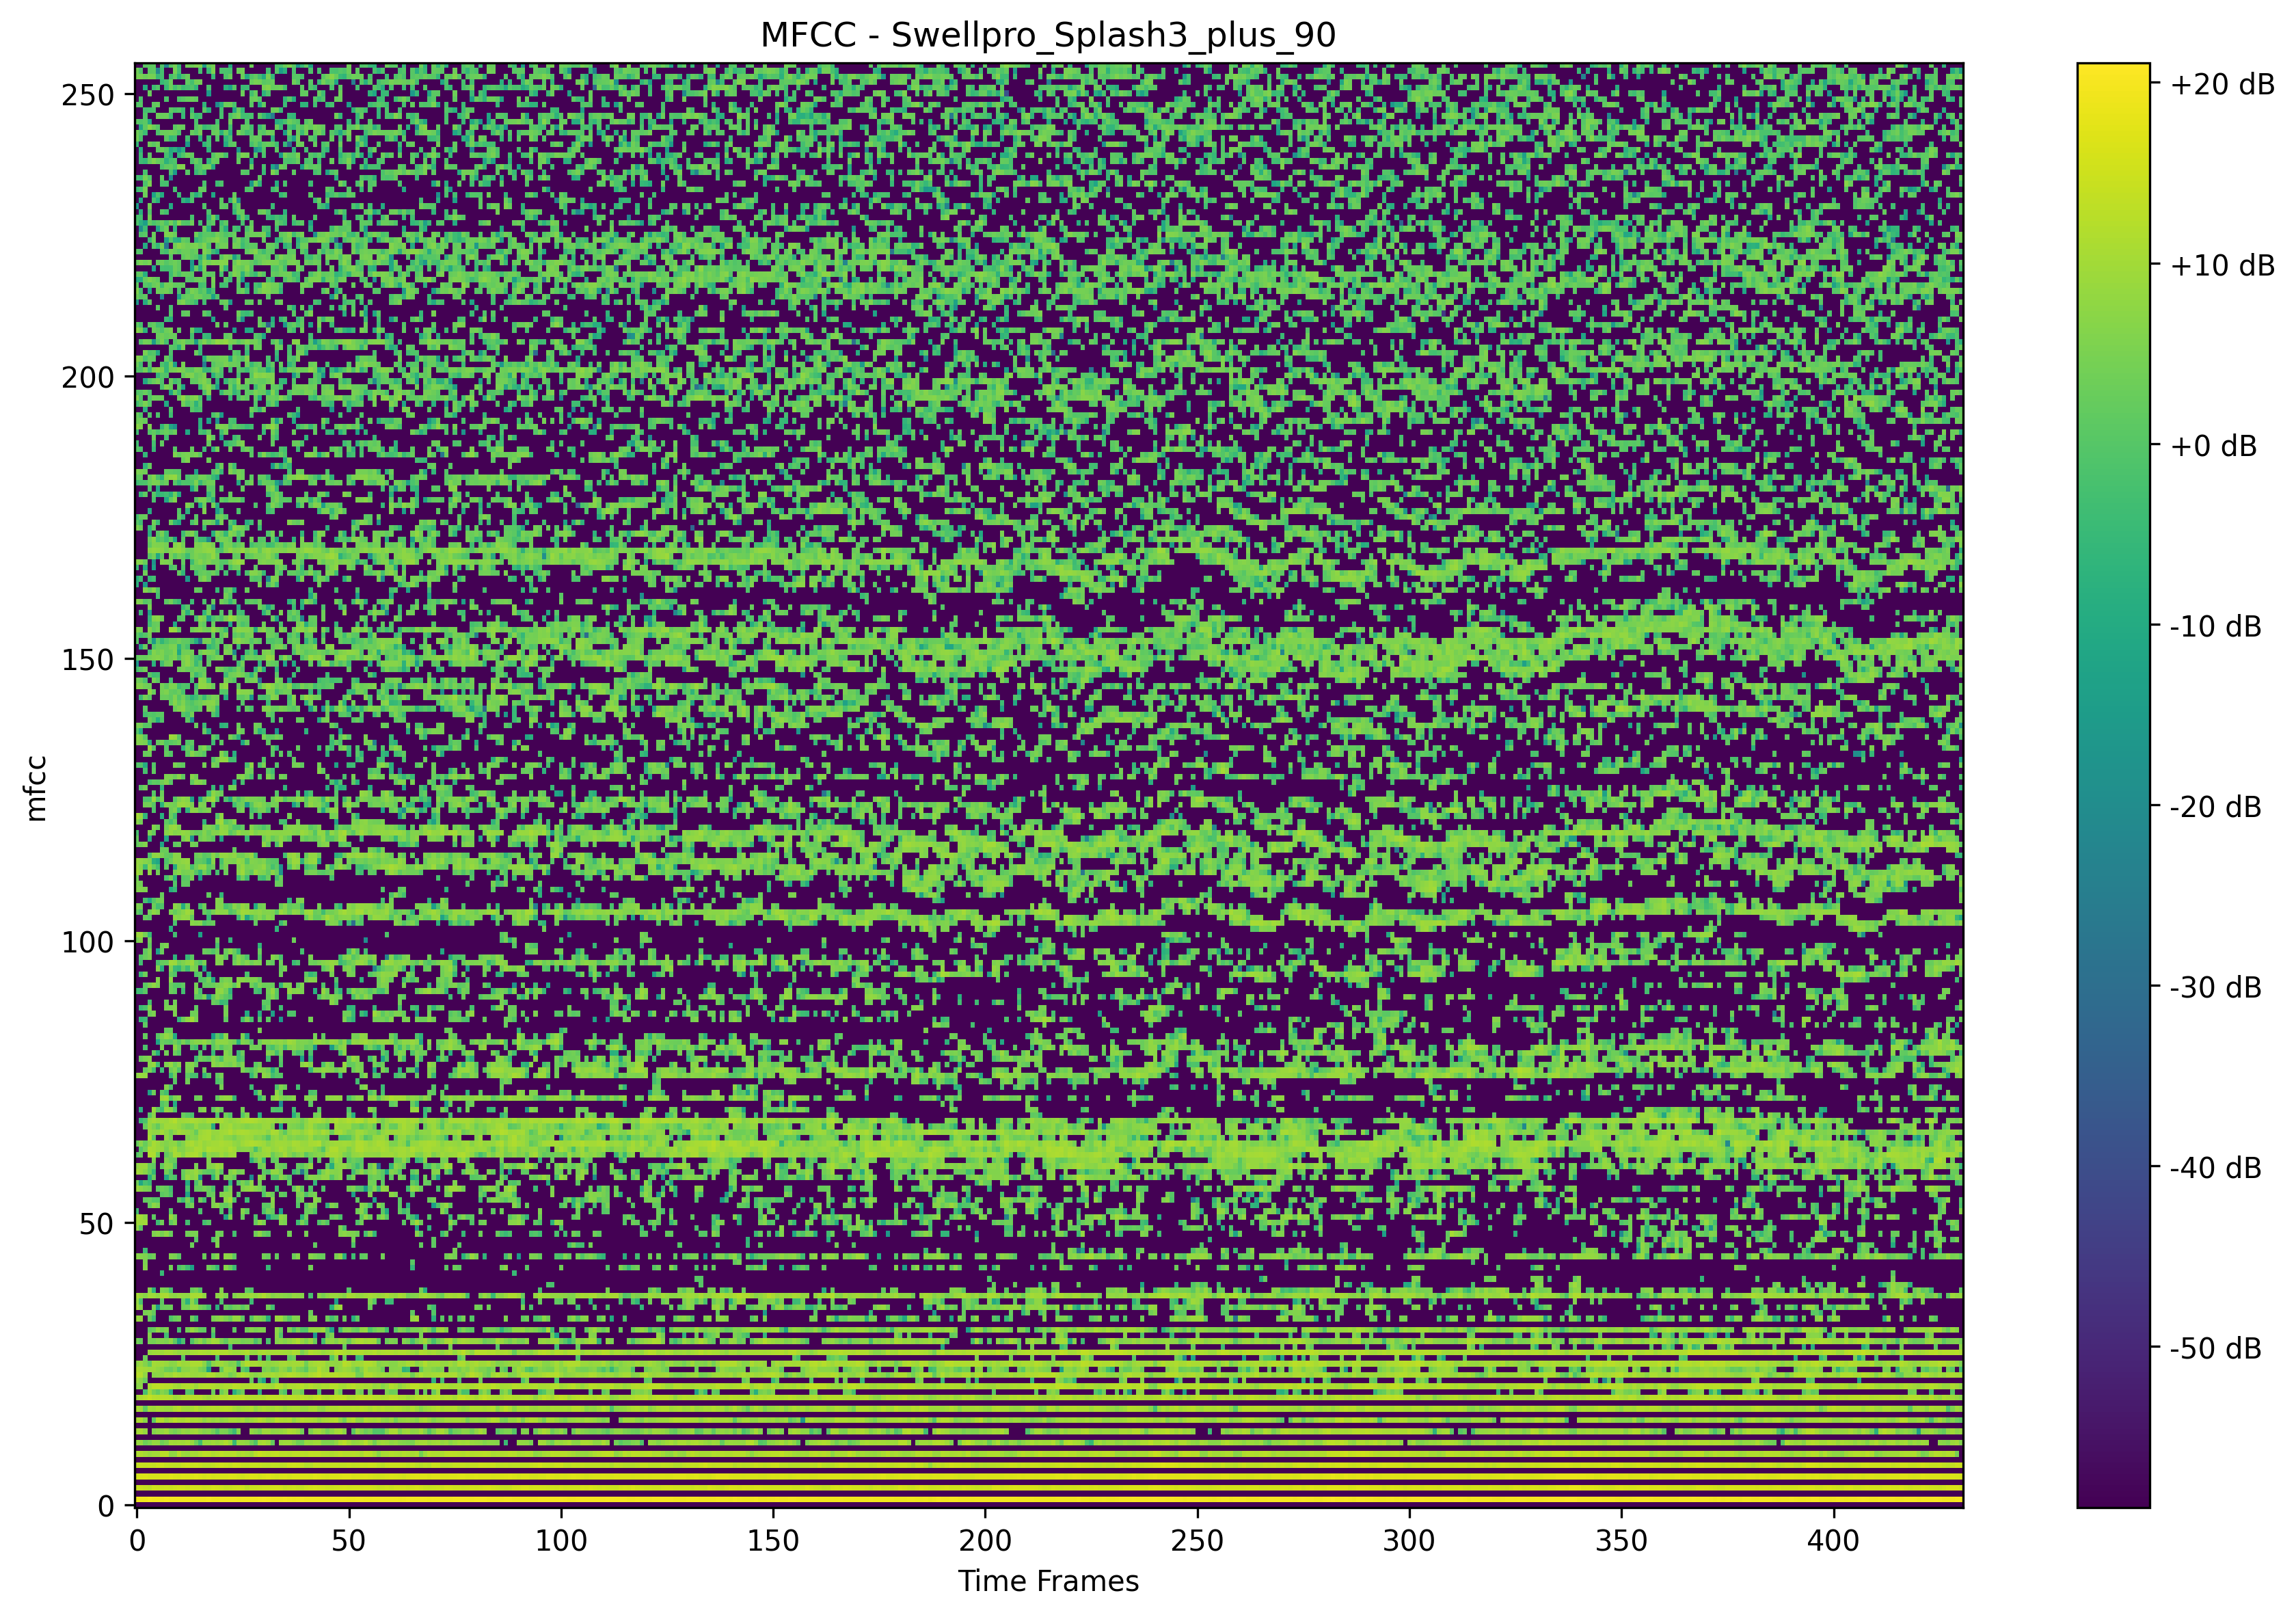 MFCC - Swellpro_Splash3_plus_90
250
200
150
100
50
0
mfcc
0 50 100 150 200 250 300 350 400
Time Frames
+20 dB
+10 dB
+0 dB
-10 dB
-20 dB
-30 dB
-40 dB
-50 dB